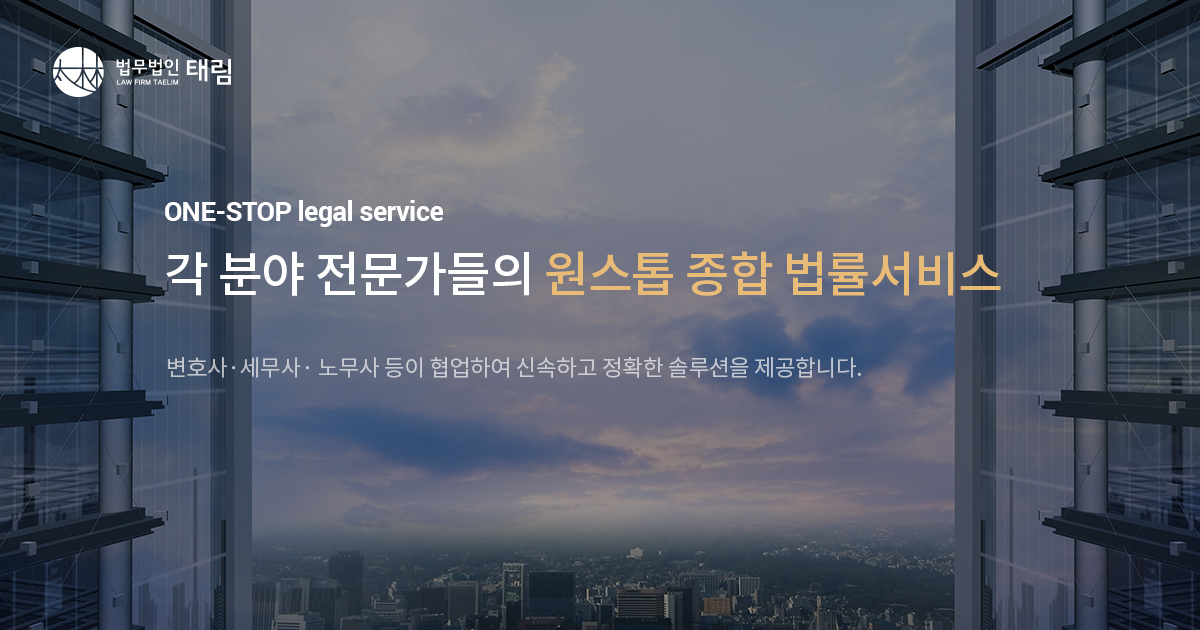 법무법인 태림
LAW FIRM TAELIM
ONE-STOP legal service
각 분야 전문가들의 원스톱 종합 법률서비스
변호사·세무사· 노무사 등이 협업하여 신속하고 정확한 솔루션을 제공합니다.